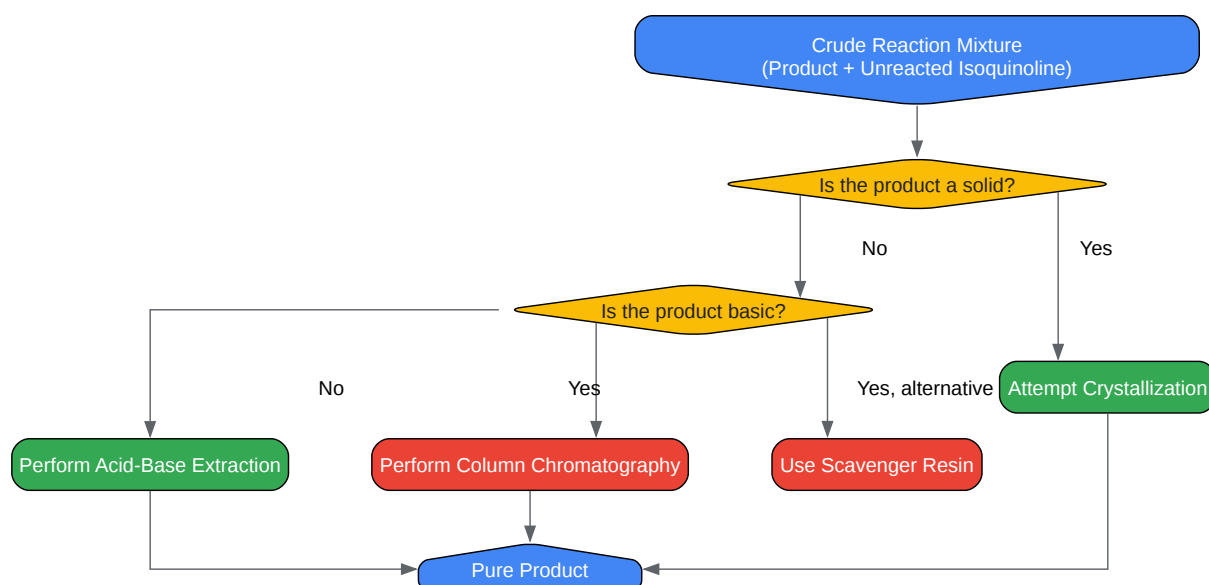 Crude Reaction Mixture
(Product + Unreacted Isoquinoline)
Is the product a solid?
No
Yes
Is the product basic?
No
Yes
Yes, alternative
Attempt Crystallization
Perform Acid-Base Extraction
Perform Column Chromatography
Use Scavenger Resin
Pure Product